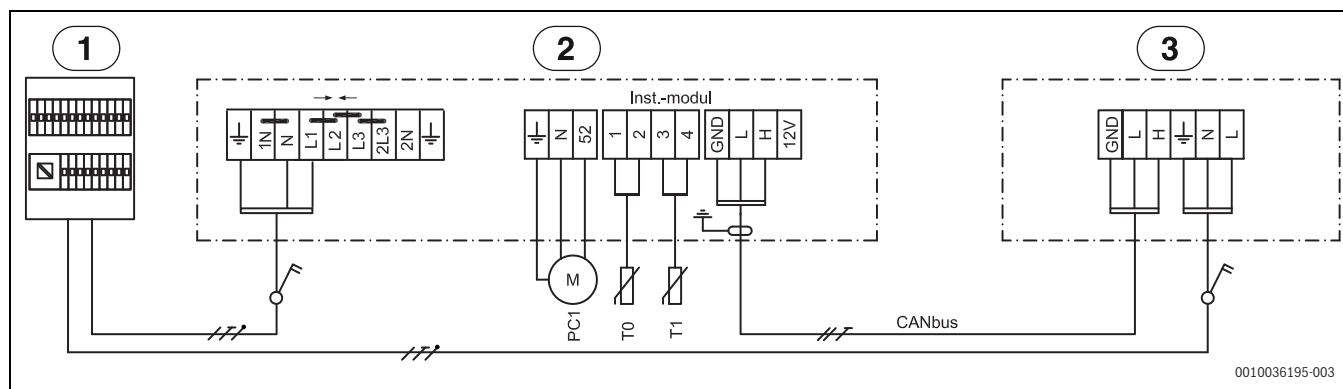 1
2
3
Inst.-modul
1N
N
L1
L2
L3
2L3
2N
N
52
1
2
3
4
GND
L
H
12V
GND
L
H
N
L
M
PC1
T0
T1
CANbus
0010036195-003